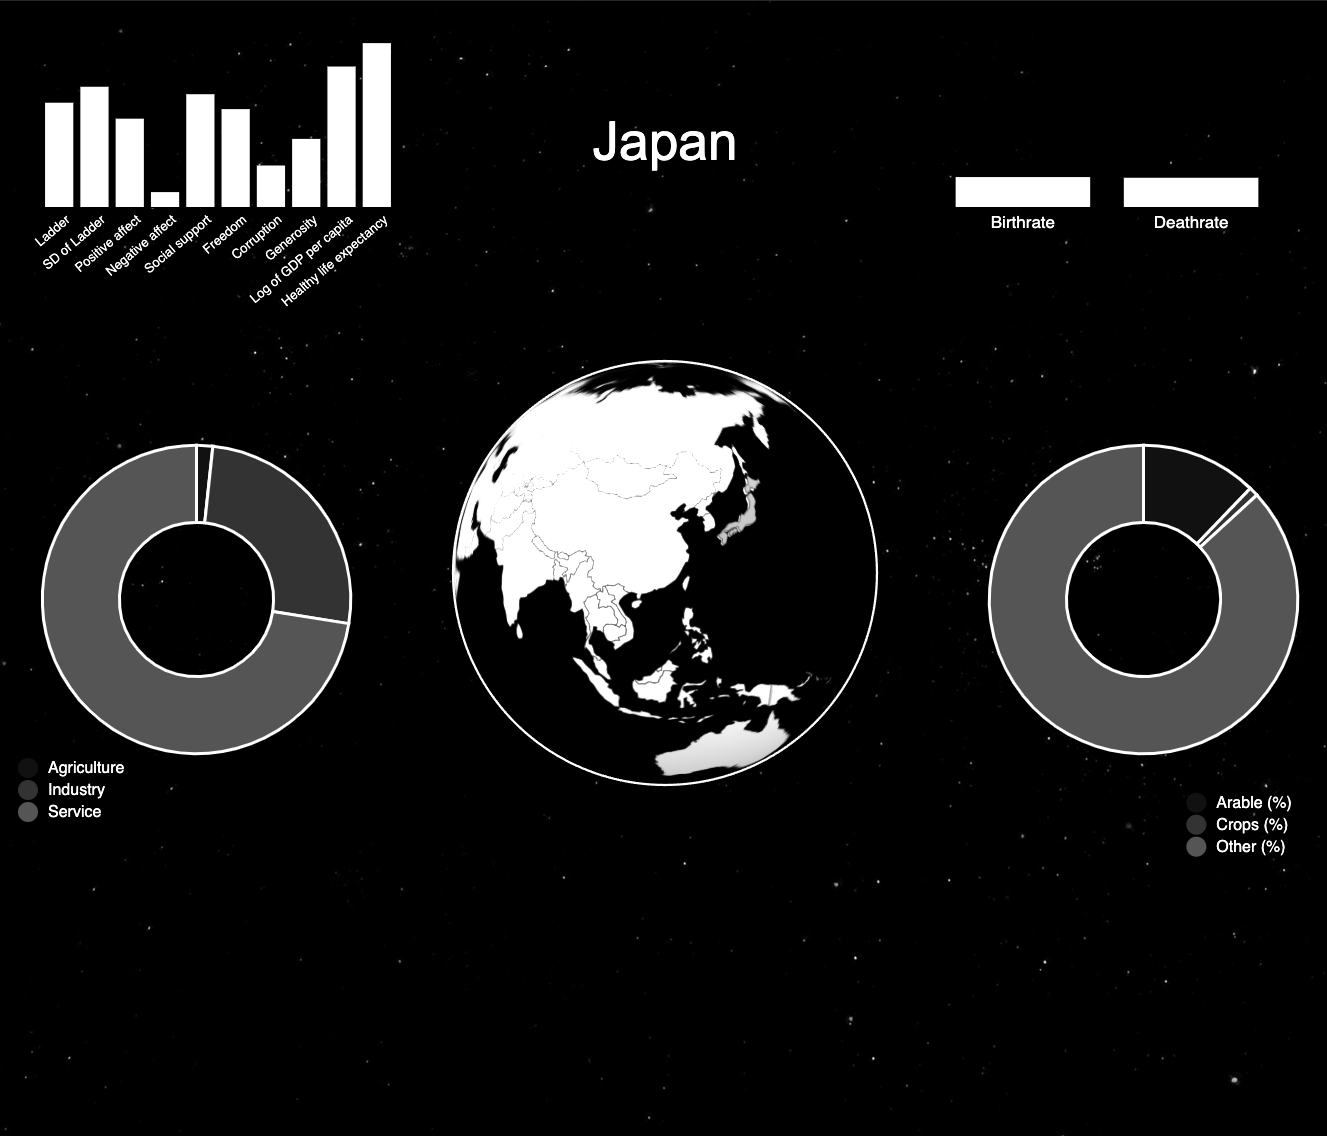 Japan
Ladder
SD of Ladder
Positive affect
Negative affect
Social support
Freedom
Corruption
Generosity
Log of GDP per capita
Healthy life expectancy
Birthrate
Deathrate
Agriculture
Industry
Service
Arable (%)
Crops (%)
Other (%)